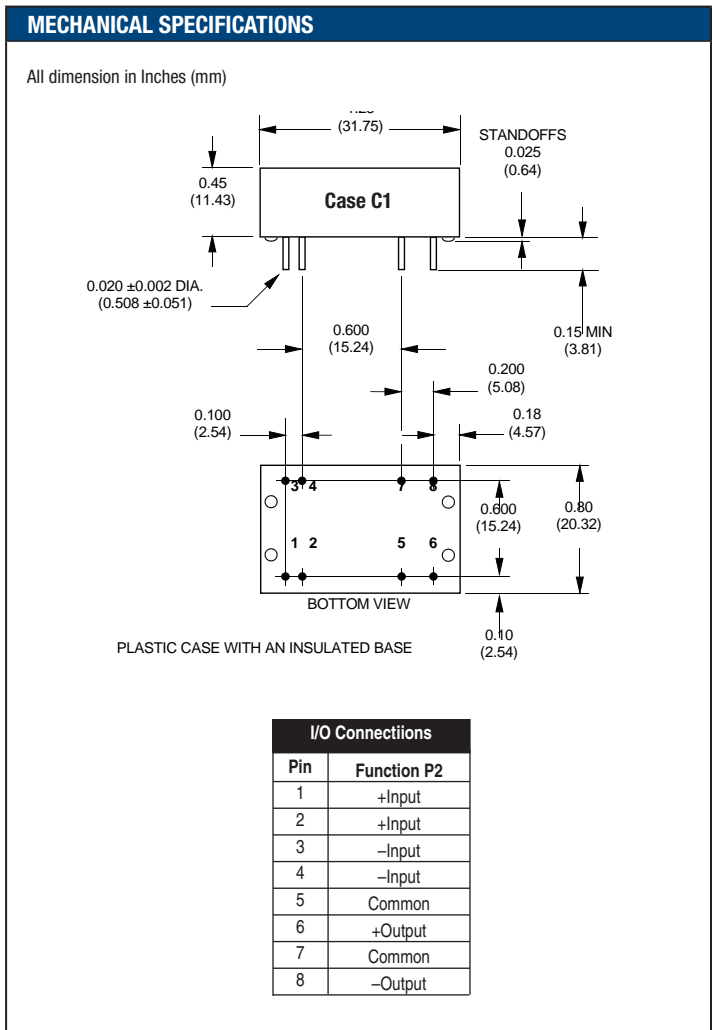 MECHANICAL SPECIFICATIONS
All dimension in Inches (mm)
(31.75)
STANDOFFS
0.025
(0.64)
0.45
(11.43)
Case C1
0.020 ±0.002 DIA.
(0.508 ±0.051)
0.600
(15.24)
0.15 MIN
(3.81)
0.200
(5.08)
0.100
(2.54)
0.18
(4.57)
3 4 7 8
0.600
(15.24)
0.80
(20.32)
1 2 5 6
BOTTOM VIEW
PLASTIC CASE WITH AN INSULATED BASE
0.10
(2.54)
I/O Connectiions
Pin Function P2
1 +Input
2 +Input
3 –Input
4 –Input
5 Common
6 +Output
7 Common
8 –Output